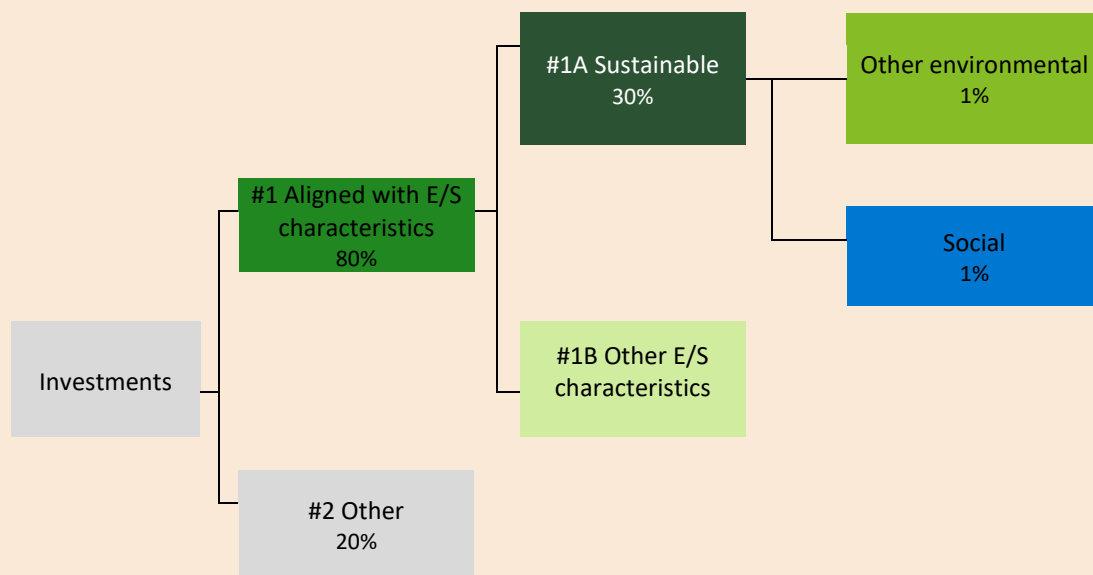 #1A Sustainable
30%
Other environmental
1%
#1 Aligned with E/S
characteristics
80%
Social
1%
Investments
#1B Other E/S
characteristics
#2 Other
20%